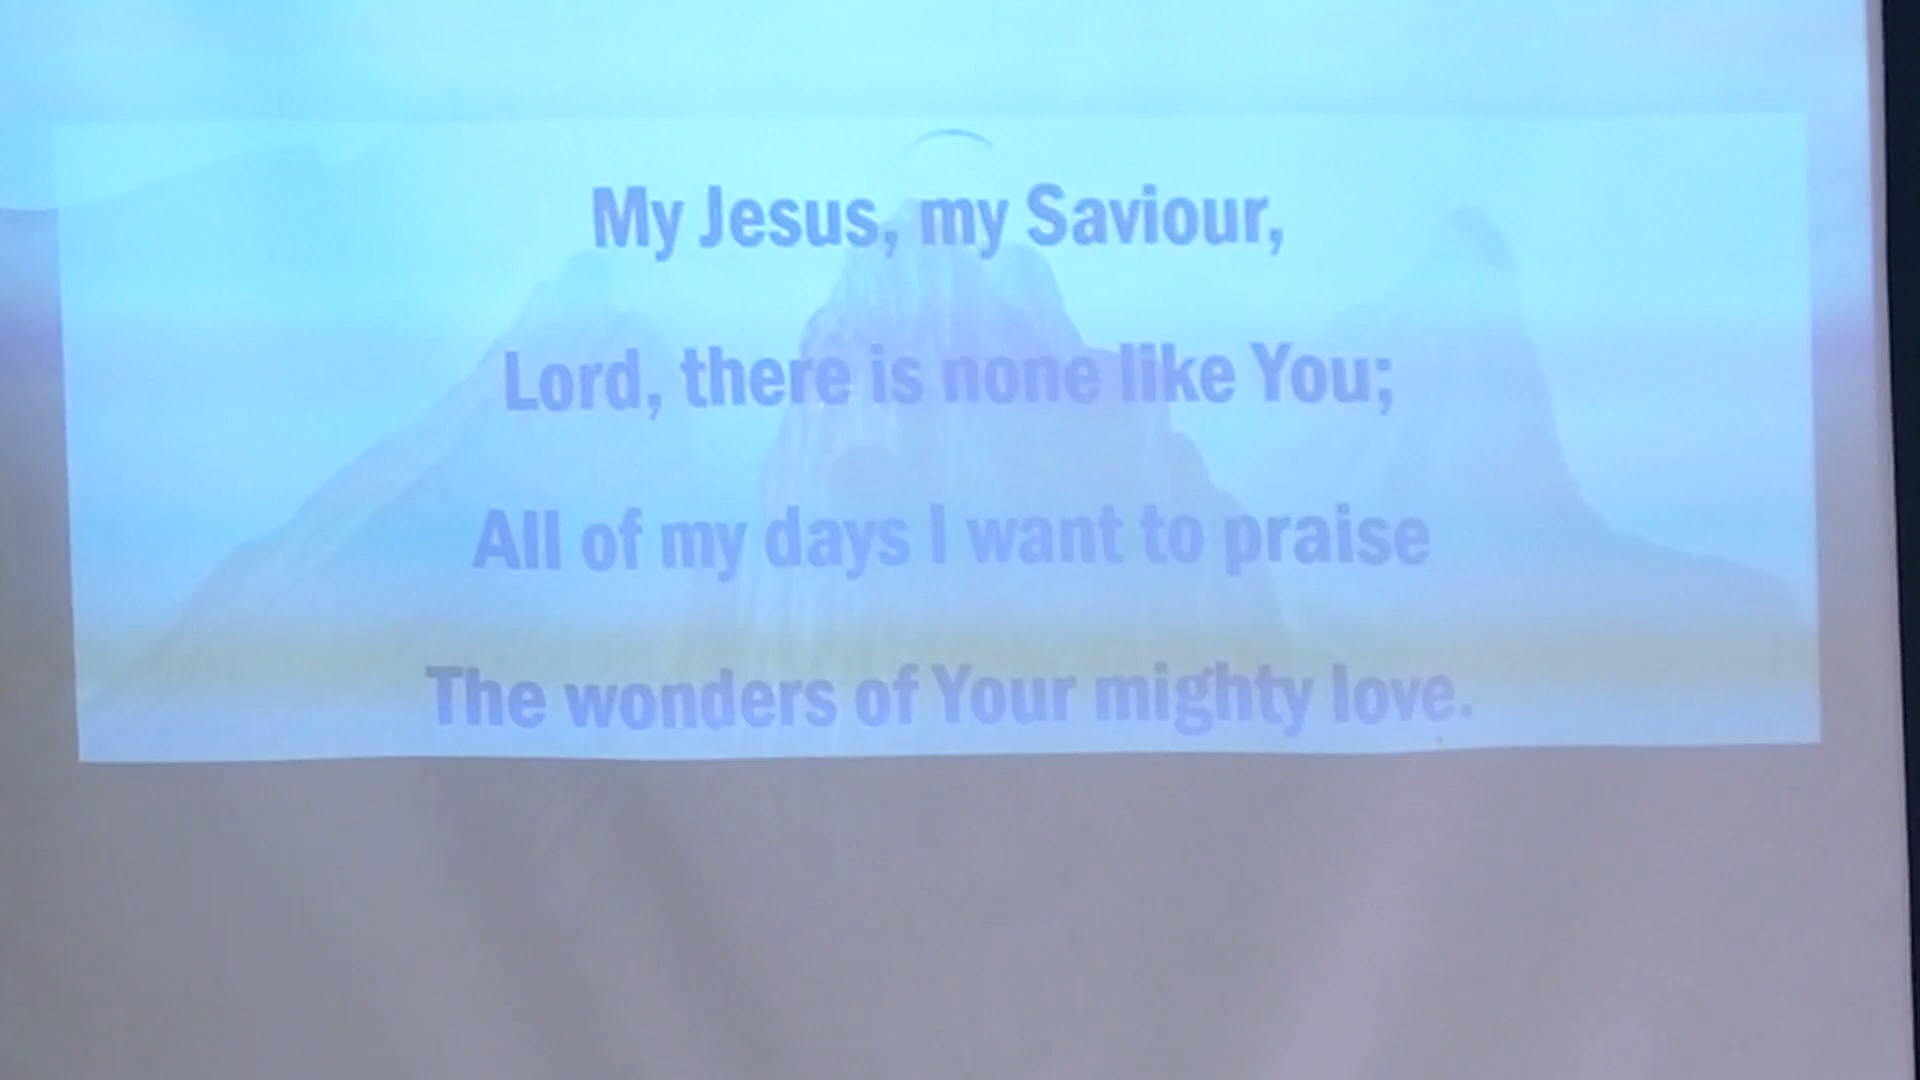 My Jesus, my Saviour,
Lord, there is none like You;
All of my days I want to praise
The wonders of Your mighty love.